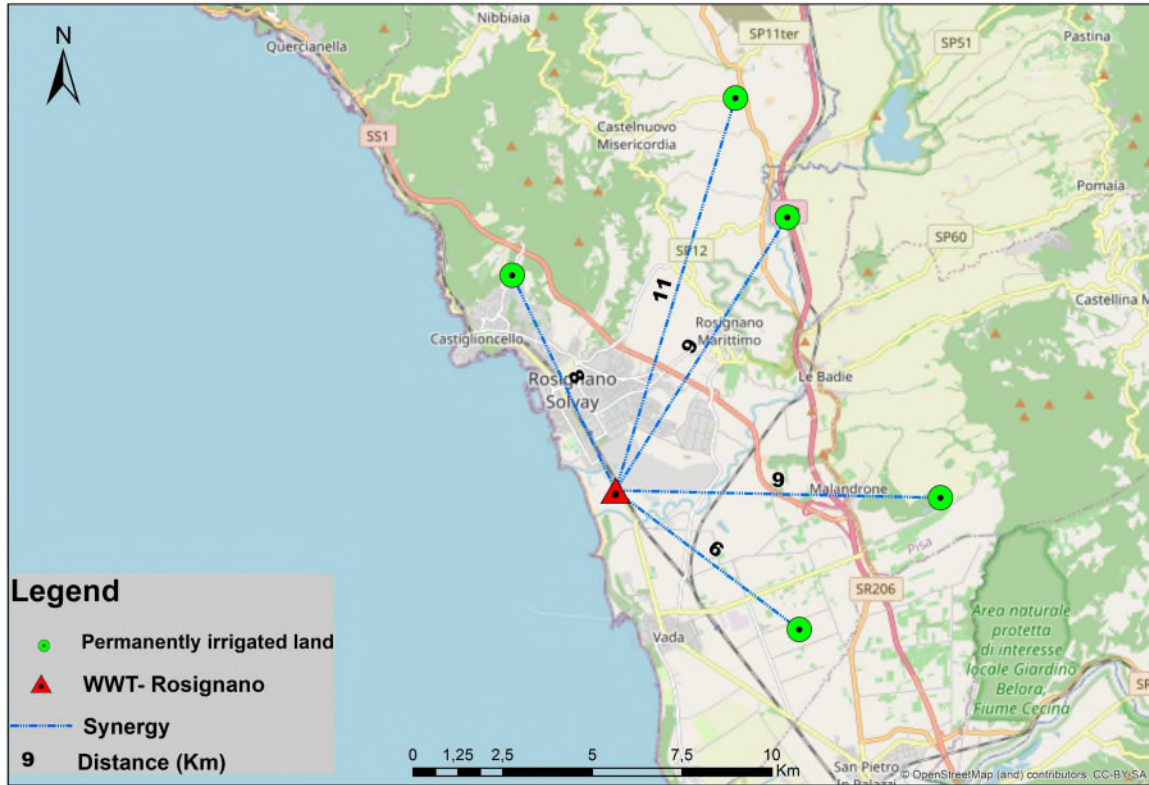 Nibbiaia
SP11ter
Pastina
N
Quercianella
SP51
Castelnuovo
Misericordia
SS1
Pomaia
SP12
SP60
11
Castellina M
Rosignano
Marittimo
9
Castiglioncello
8
Rosignano
Solvay
Le Badie
9
Malandrone
6
Pisa
SR206
Area naturale
protetta
di interesse
locale Giardino
Belora,
Fiume Cecina
SR
Vada
Legend
Permanently irrigated land
WWT- Rosignano
Synergy
9 Distance (Km)
0 1,25 2,5 5 7,5 10
Km
San Pietro
In Palazzi
© OpenStreetMap (and) contributors, CC-BY-SA